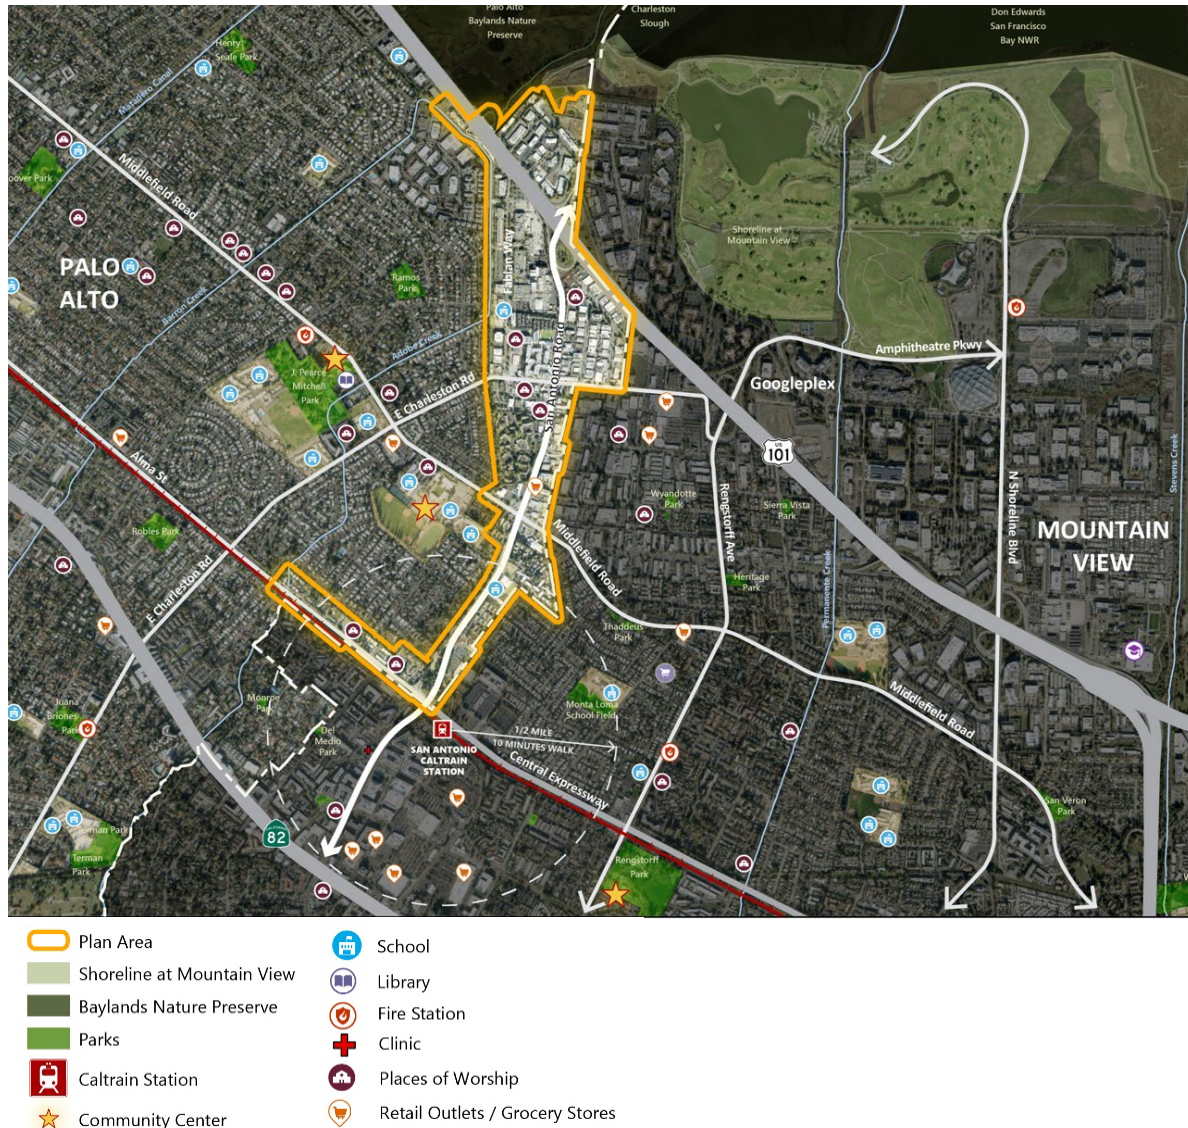 Palo Alto
Baylands Nature
Preserve
Charleston
Slough
Don Edwards
San Francisco
Bay NWR
Henry
Seale Park
Matadero Canal
Middlefield Road
oover Park
PALO
ALTO
Barron Creek
Ramos
Park
Fabian Way
Shoreline at
Mountain View
Adobe Creek
San Antonio Road
J. Pearce
Mitchell
Park
E Charleston Rd
Amphitheatre Pkwy
Googleplex
US
101
Alma St
Robles Park
E Charleston Rd
Wyandotte
Park
Sierra Vista
Park
Rengstorff Ave
Middlefield Road
Heritage
Park
Thaddeus
Park
Permanente Creek
N Shoreline Blvd
Stevens Creek
MOUNTAIN
VIEW
Juana
Briones
Park
Monroe
Park
Del
Medio
Park
Monta Loma
School Field
Middlefield Road
SAN ANTONIO
CALTRAIN
STATION
1/2 MILE
10 MINUTES WALK
Central Expressway
San Veron
Park
CALIFORNIA
82
Terman
Park
Rengstorff
Park
Plan Area
Shoreline at Mountain View
Baylands Nature Preserve
Parks
Caltrain Station
Community Center
School
Library
Fire Station
Clinic
Places of Worship
Retail Outlets / Grocery Stores